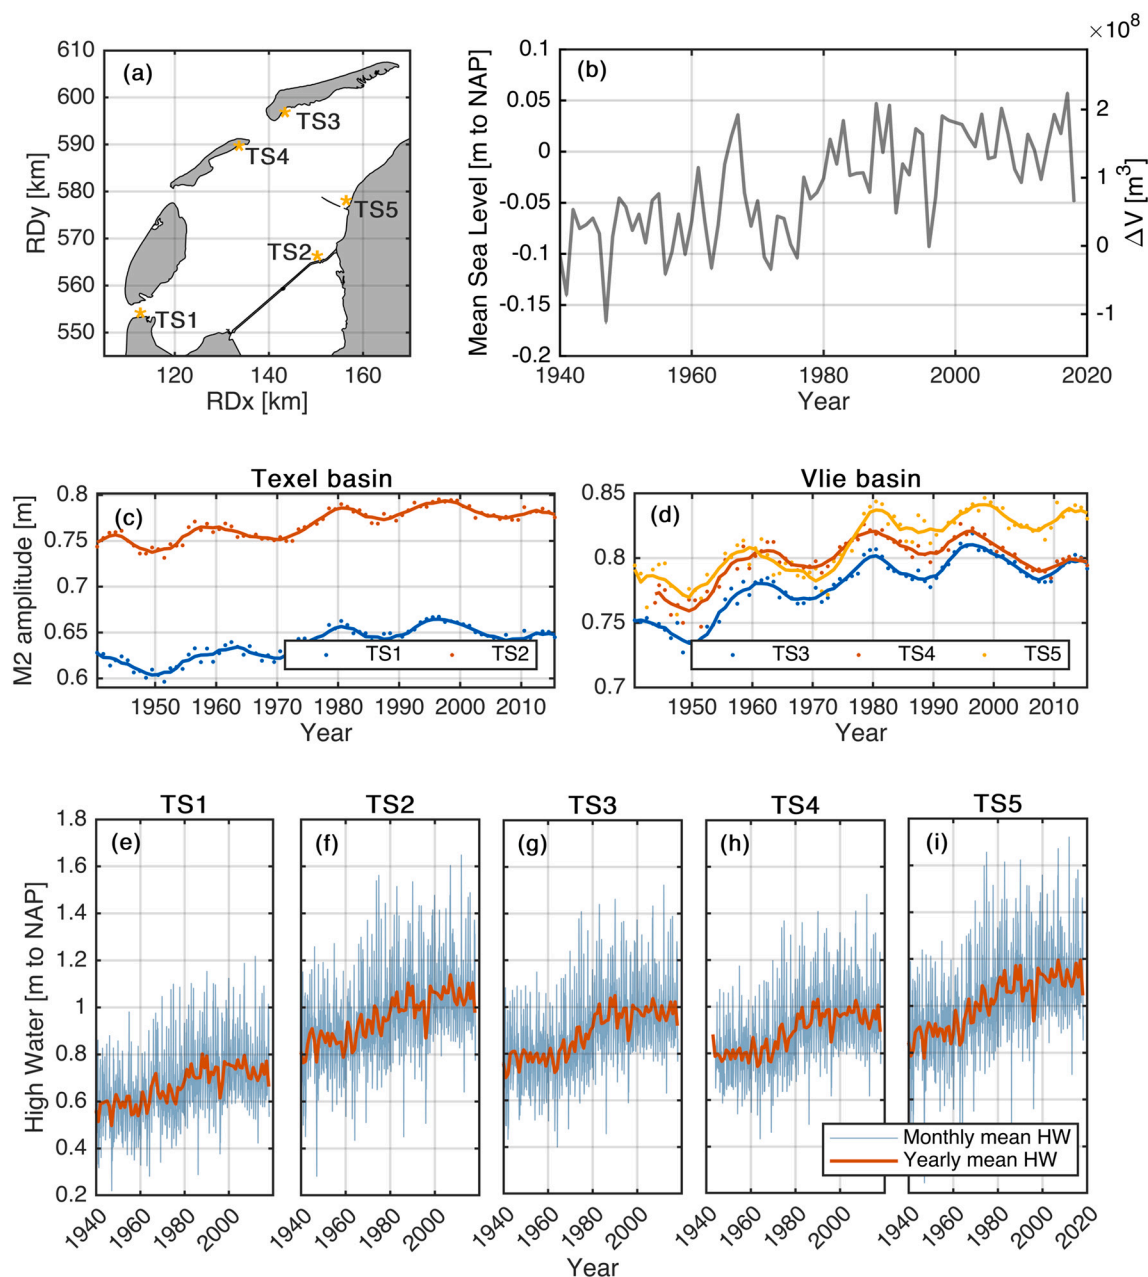 (a)
610
600
590
580
570
560
550
RDy [km]
TS3
TS4
TS5
TS2
TS1
120 140 160
RDx [km]
×10⁸
(b)
0.1
0.05
0
-0.05
-0.1
-0.15
-0.2
Mean Sea Level [m to NAP]
2
1
0
-1
ΔV [m³]
1940 1960 1980 2000 2020
Year
Texel basin
(c)
0.8
0.75
0.7
0.65
0.6
M2 amplitude [m]
TS1 TS2
1950 1960 1970 1980 1990 2000 2010
Year
Vlie basin
(d)
0.85
0.8
0.75
0.7
TS3 TS4 TS5
1950 1960 1970 1980 1990 2000 2010
Year
TS1 TS2 TS3 TS4 TS5
(e) (f) (g) (h) (i)
1.8
1.6
1.4
1.2
1
0.8
0.6
0.4
0.2
High Water [m to NAP]
Monthly mean HW
Yearly mean HW
1940 1960 1980 2000 1940 1960 1980 2000 1940 1960 1980 2000 1940 1960 1980 2000 1940 1960 1980 2000 2020
Year